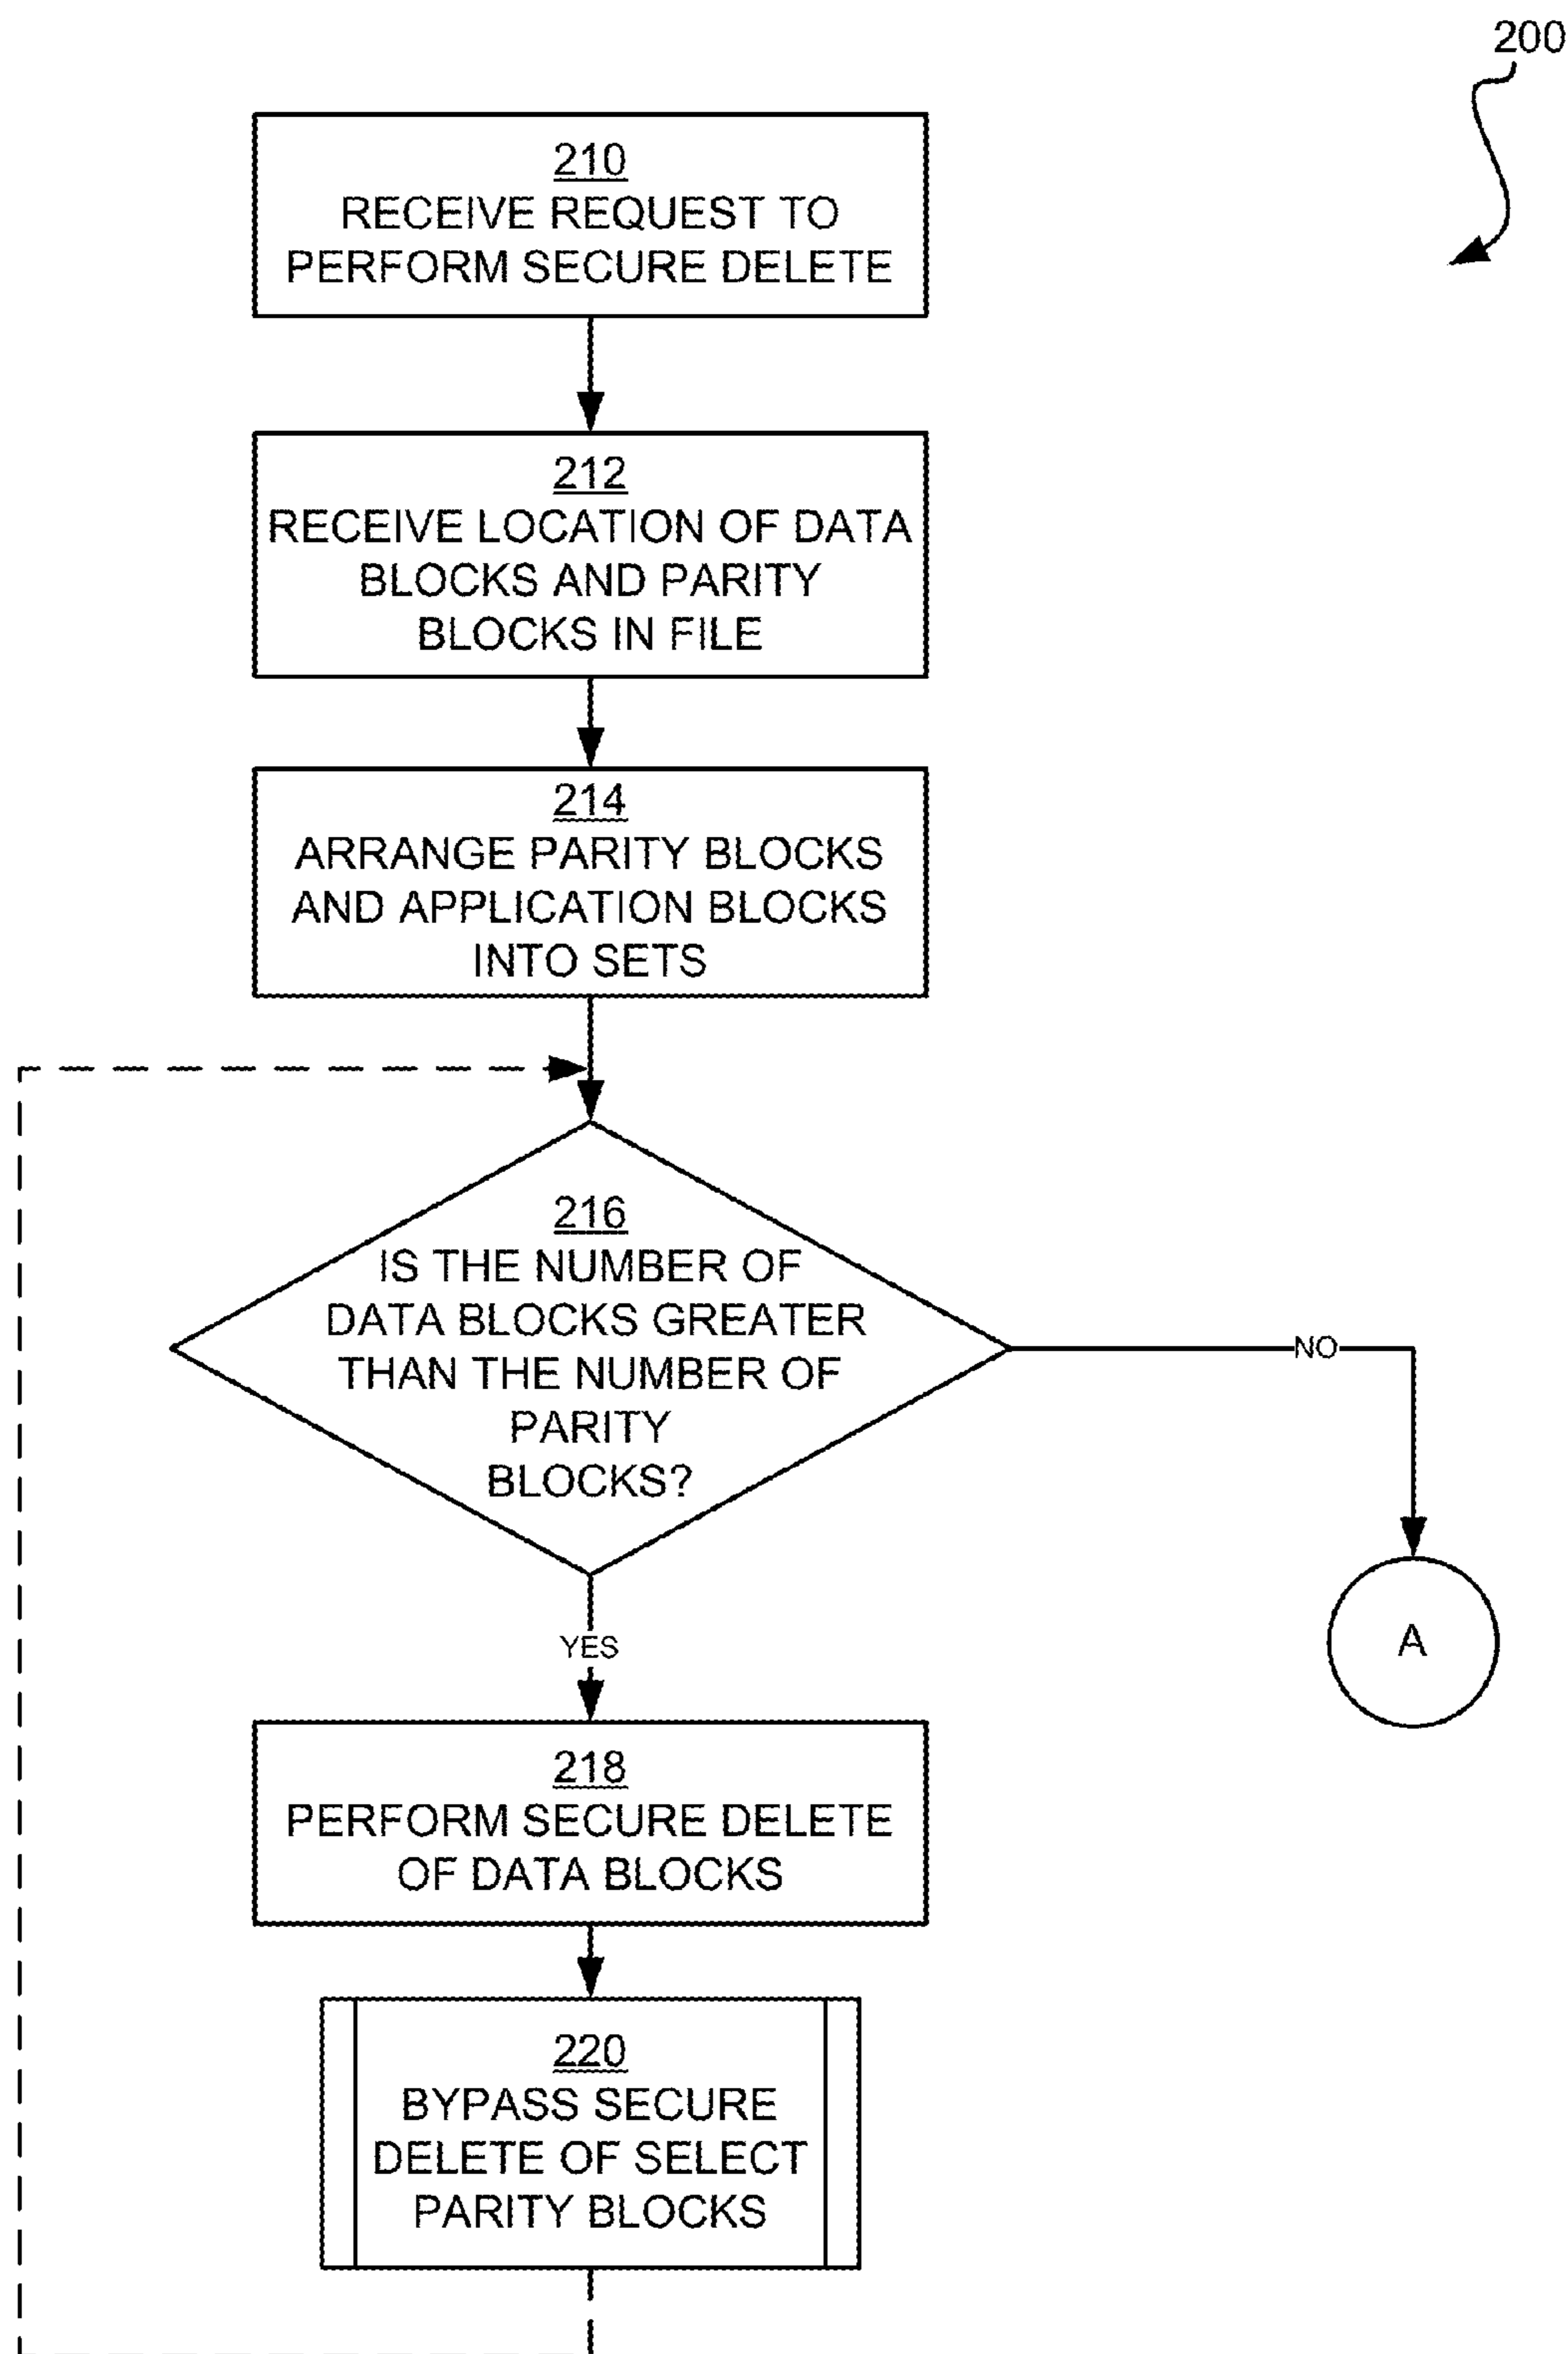 200
210
RECEIVE REQUEST TO
PERFORM SECURE DELETE
212
RECEIVE LOCATION OF DATA
BLOCKS AND PARITY
BLOCKS IN FILE
214
ARRANGE PARITY BLOCKS
AND APPLICATION BLOCKS
INTO SETS
216
IS THE NUMBER OF
DATA BLOCKS GREATER
THAN THE NUMBER OF
PARITY
BLOCKS?
NO
A
YES
218
PERFORM SECURE DELETE
OF DATA BLOCKS
220
BYPASS SECURE
DELETE OF SELECT
PARITY BLOCKS